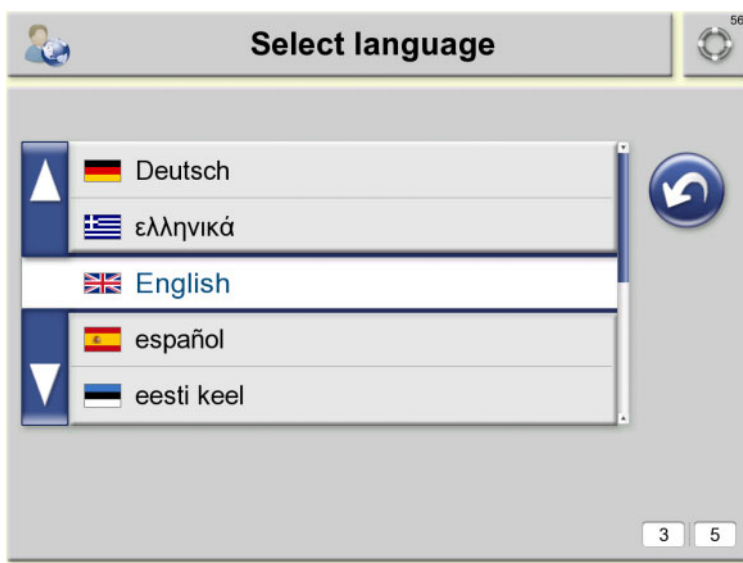 Select language
56
Deutsch
ελληνικά
English
español
eesti keel
3 5